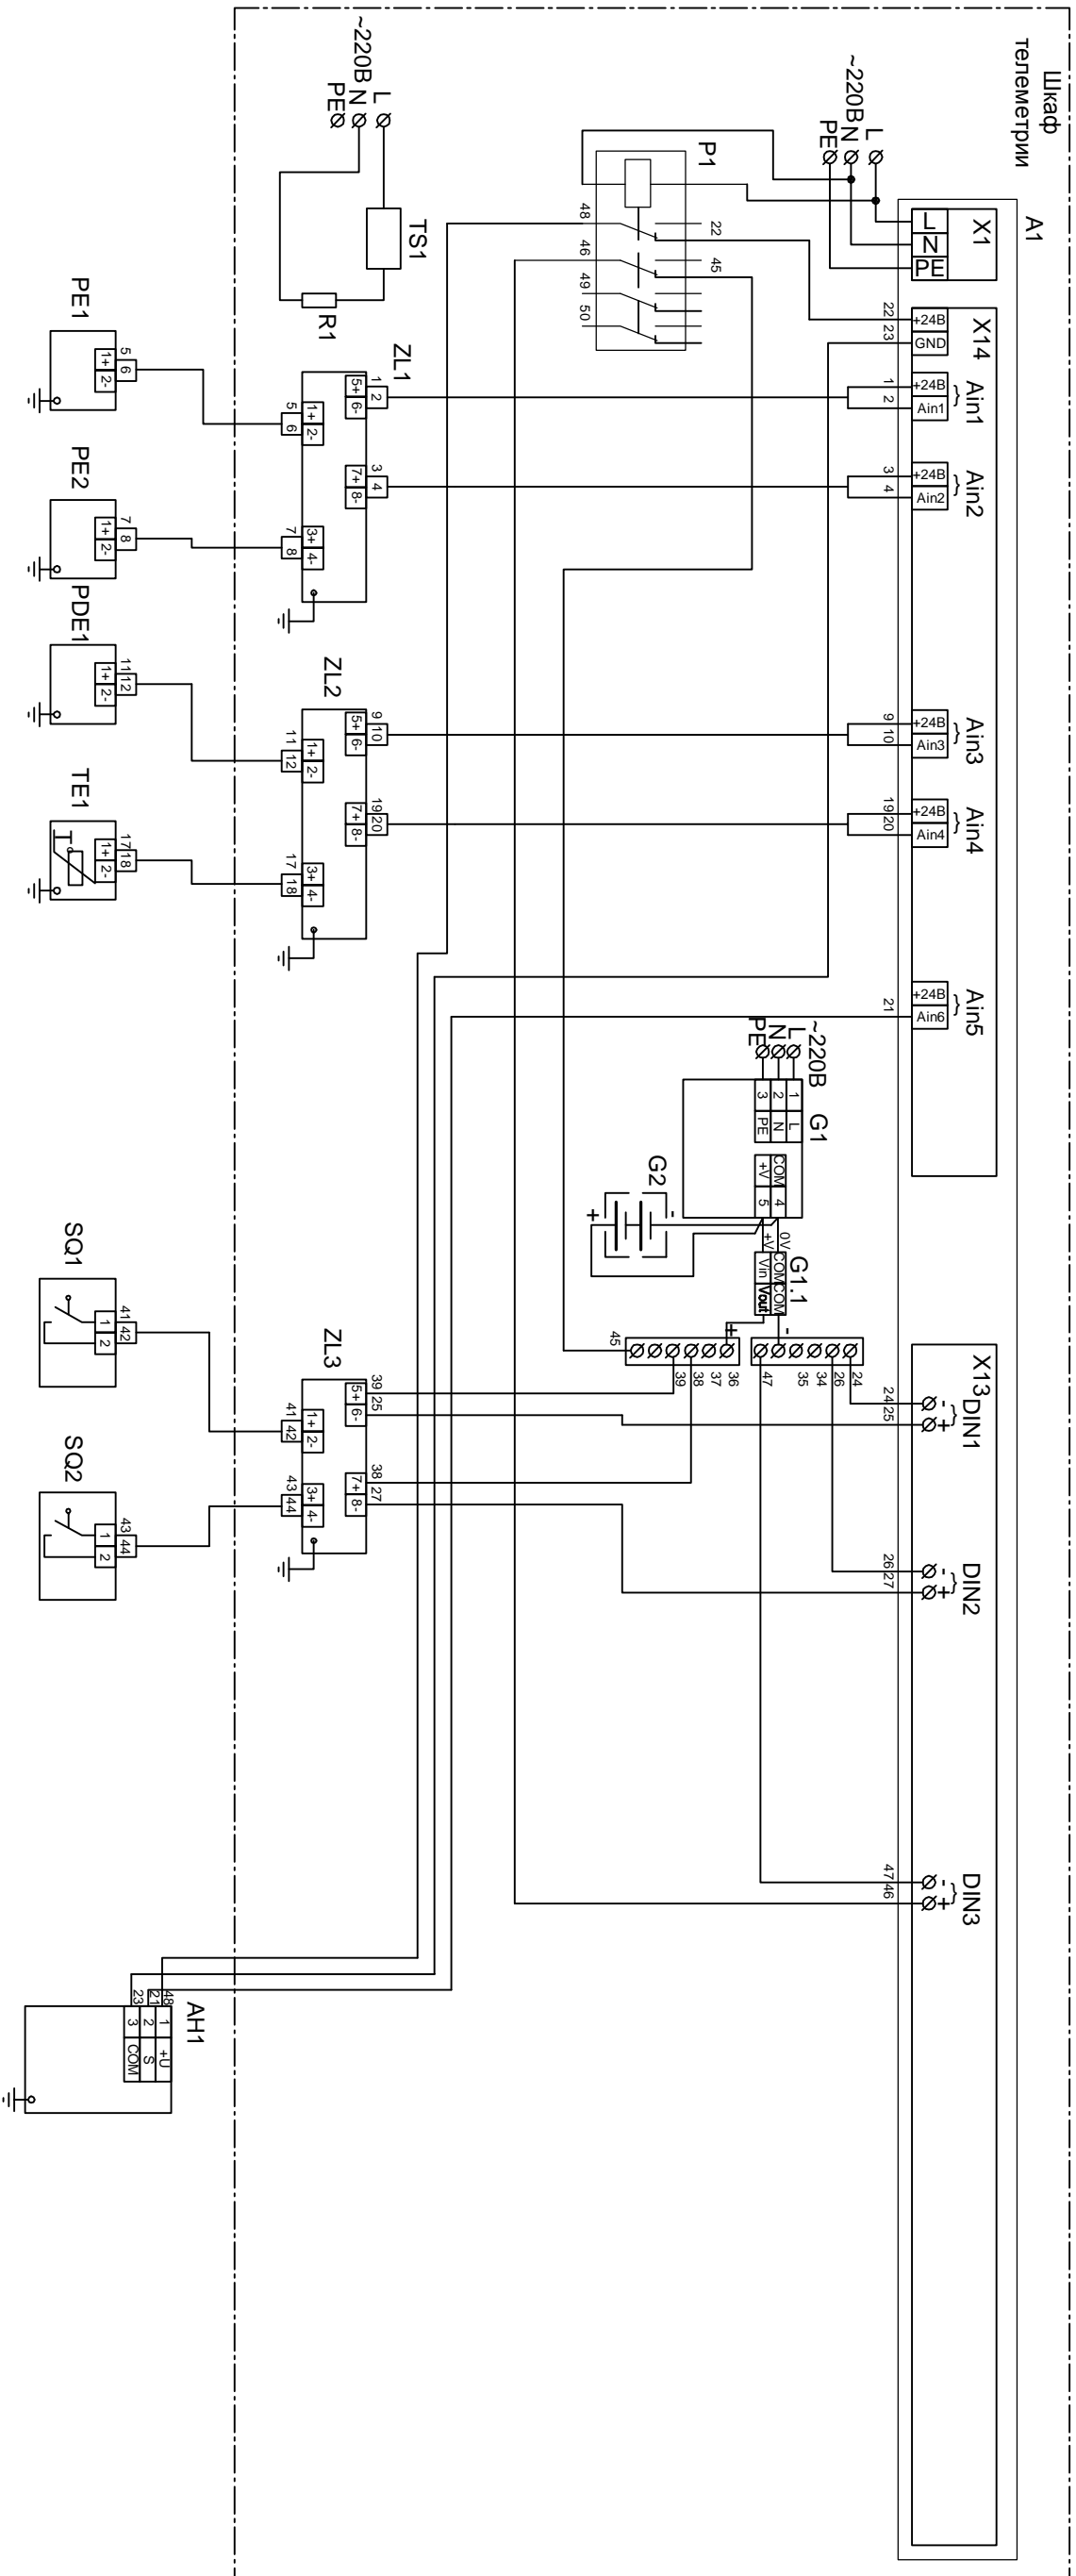 Шкаф
телеметрии
A1
~220В
L
N
PE
X1
L
N
PE
X14
22
23
+24В
GND
Ain1
1
2
+24В
Ain1
Ain2
3
4
+24В
Ain2
Ain3
9
10
+24В
Ain3
Ain4
19
20
+24В
Ain4
Ain5
21
+24В
Ain6
X13
DIN1
24
25
-
+
DIN2
26
27
-
+
DIN3
47
46
-
+
P1
22
45
48
46
49
50
~220В
L
N
PE
G1
1
2
3
L
N
PE
COM
+V
4
5
G2
-
+
0V
+V
G1.1
COM
COM
Vin
Vout
-
+
24
26
34
35
47
36
37
38
39
45
~220В
L
N
PE
TS1
R1
ZL1
1
2
5+
6-
3
4
7+
8-
5
6
1+
2-
7
8
3+
4-
ZL2
9
10
5+
6-
19
20
7+
8-
11
12
1+
2-
17
18
3+
4-
ZL3
39
25
5+
6-
38
27
7+
8-
41
42
1+
2-
43
44
3+
4-
PE1
5
6
1+
2-
PE2
7
8
1+
2-
PDE1
11
12
1+
2-
TE1
17
18
1+
2-
T°
SQ1
41
42
1
2
SQ2
43
44
1
2
AH1
48
21
23
1
2
3
+U
S
COM